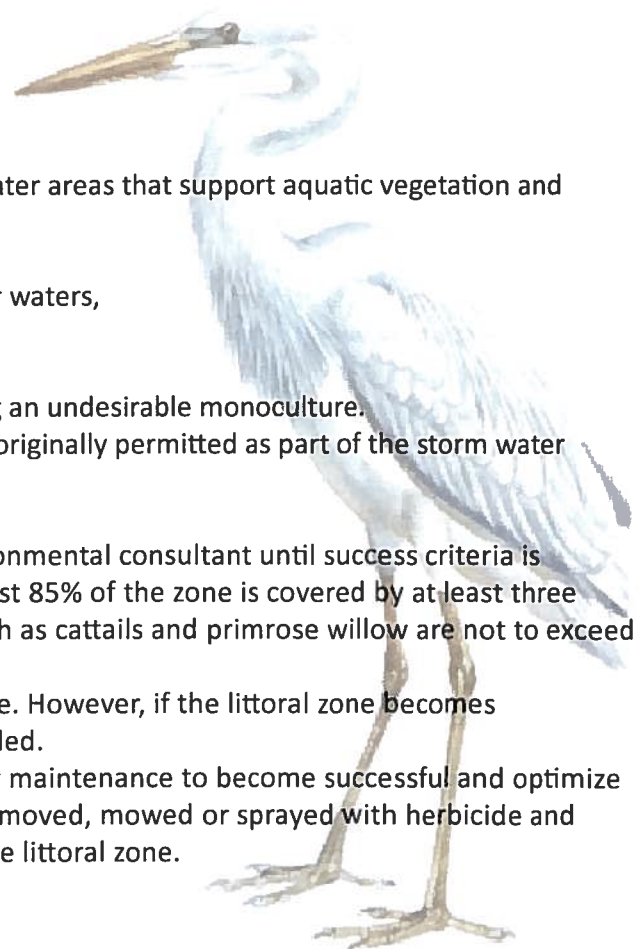 ater areas that support aquatic vegetation and
r waters,
g an undesirable monoculture.
originally permitted as part of the storm water
onmental consultant until success criteria is
st 85% of the zone is covered by at least three
h as cattails and primrose willow are not to exceed
e. However, if the littoral zone becomes
led.
r maintenance to become successful and optimize
moved, mowed or sprayed with herbicide and
e littoral zone.